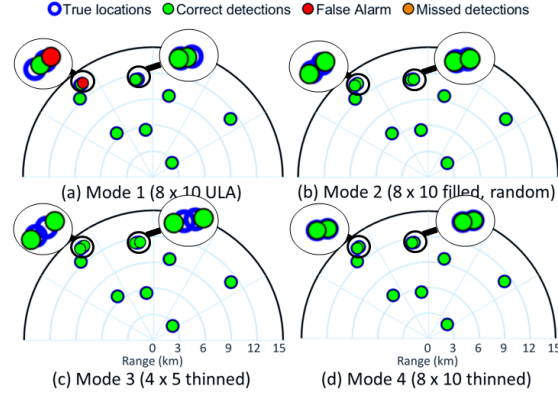 True locations Correct detections False Alarm Missed detections
(a) Mode 1 (8 x 10 ULA) (b) Mode 2 (8 x 10 filled, random)
0 3 6 9 12 15 0 3 6 9 12 15
Range (km) Range (km)
(c) Mode 3 (4 x 5 thinned) (d) Mode 4 (8 x 10 thinned)